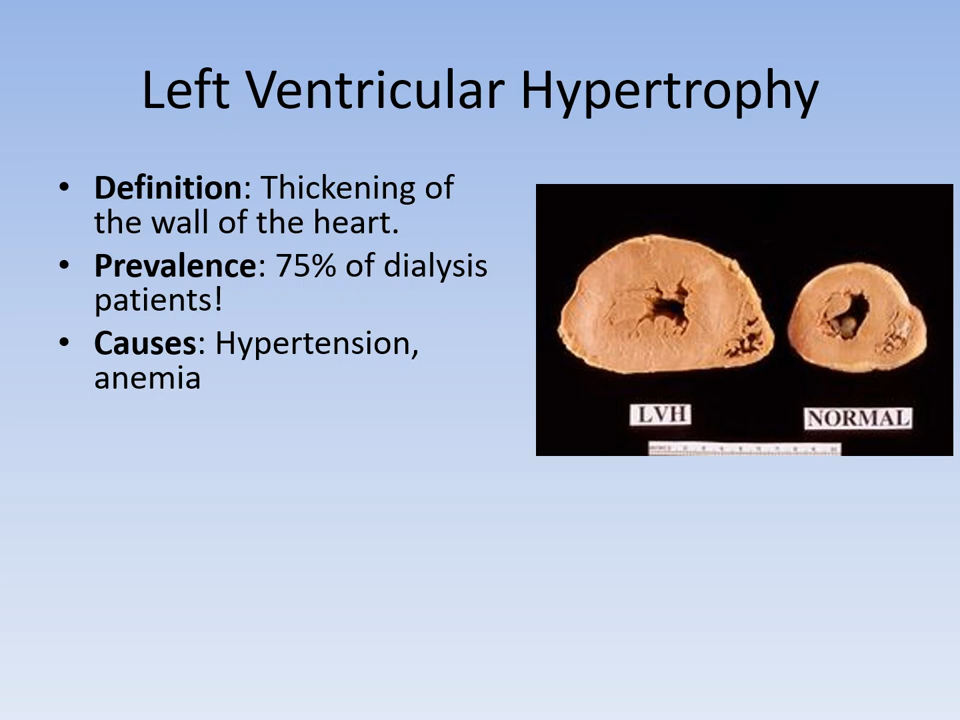 Left Ventricular Hypertrophy
• Definition: Thickening of
the wall of the heart.
• Prevalence: 75% of dialysis
patients!
• Causes: Hypertension,
anemia
LVH
NORMAL